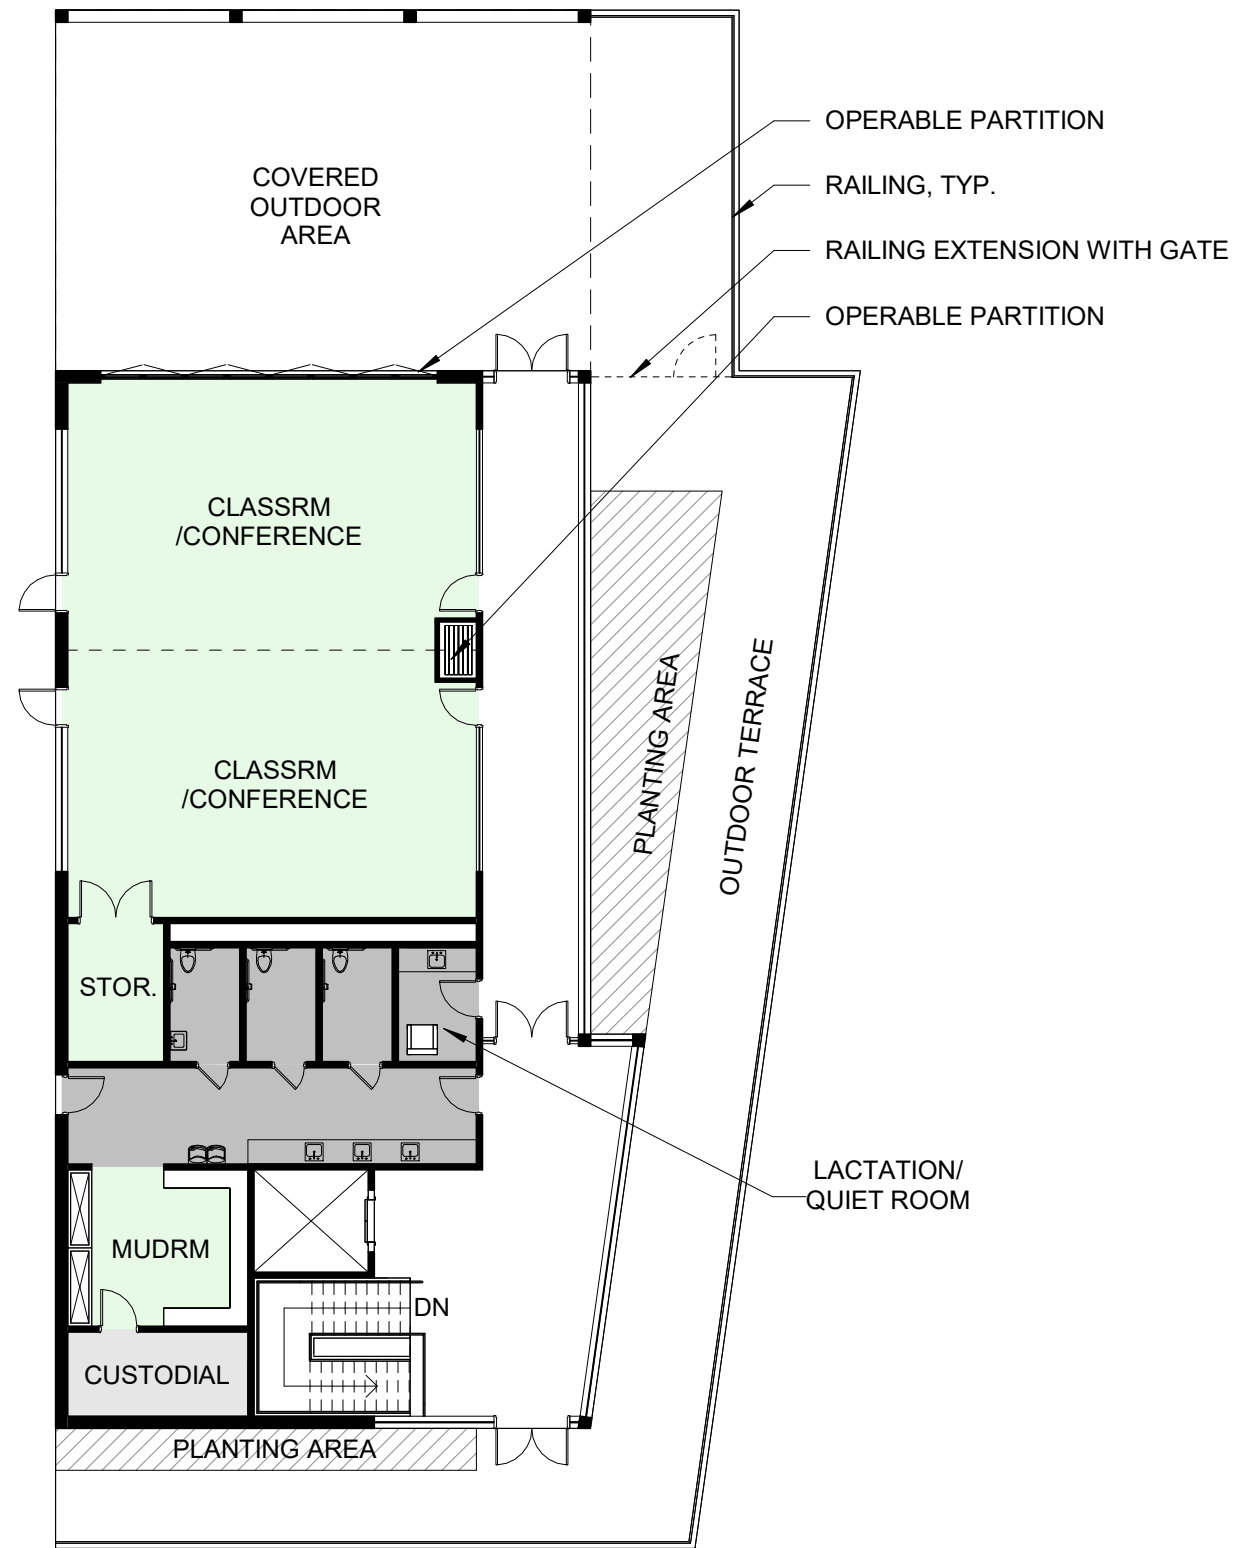 OPERABLE PARTITION
COVERED
OUTDOOR
AREA
RAILING, TYP.
RAILING EXTENSION WITH GATE
OPERABLE PARTITION
CLASSRM
/CONFERENCE
PLANTING AREA
OUTDOOR TERRACE
CLASSRM
/CONFERENCE
STOR.
LACTATION/
QUIET ROOM
MUDRM
DN
CUSTODIAL
PLANTING AREA